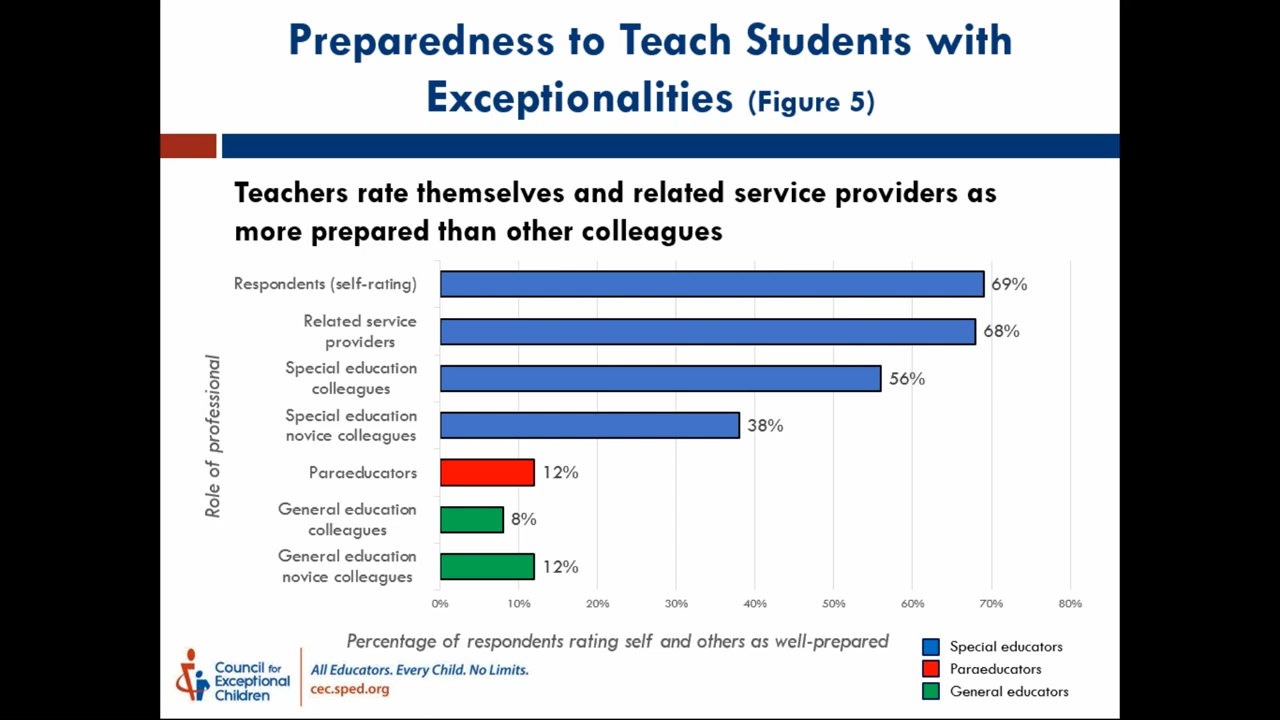 Preparedness to Teach Students with
Exceptionalities (Figure 5)
Teachers rate themselves and related service providers as
more prepared than other colleagues
Role of professional
Respondents (self-rating)
69%
Related service
providers
68%
Special education
colleagues
56%
Special education
novice colleagues
38%
Paraeducators
12%
General education
colleagues
8%
General education
novice colleagues
12%
0% 10% 20% 30% 40% 50% 60% 70% 80%
Percentage of respondents rating self and others as well-prepared
Special educators
Paraeducators
General educators
Council for
Exceptional
Children
All Educators. Every Child. No Limits.
cec.sped.org